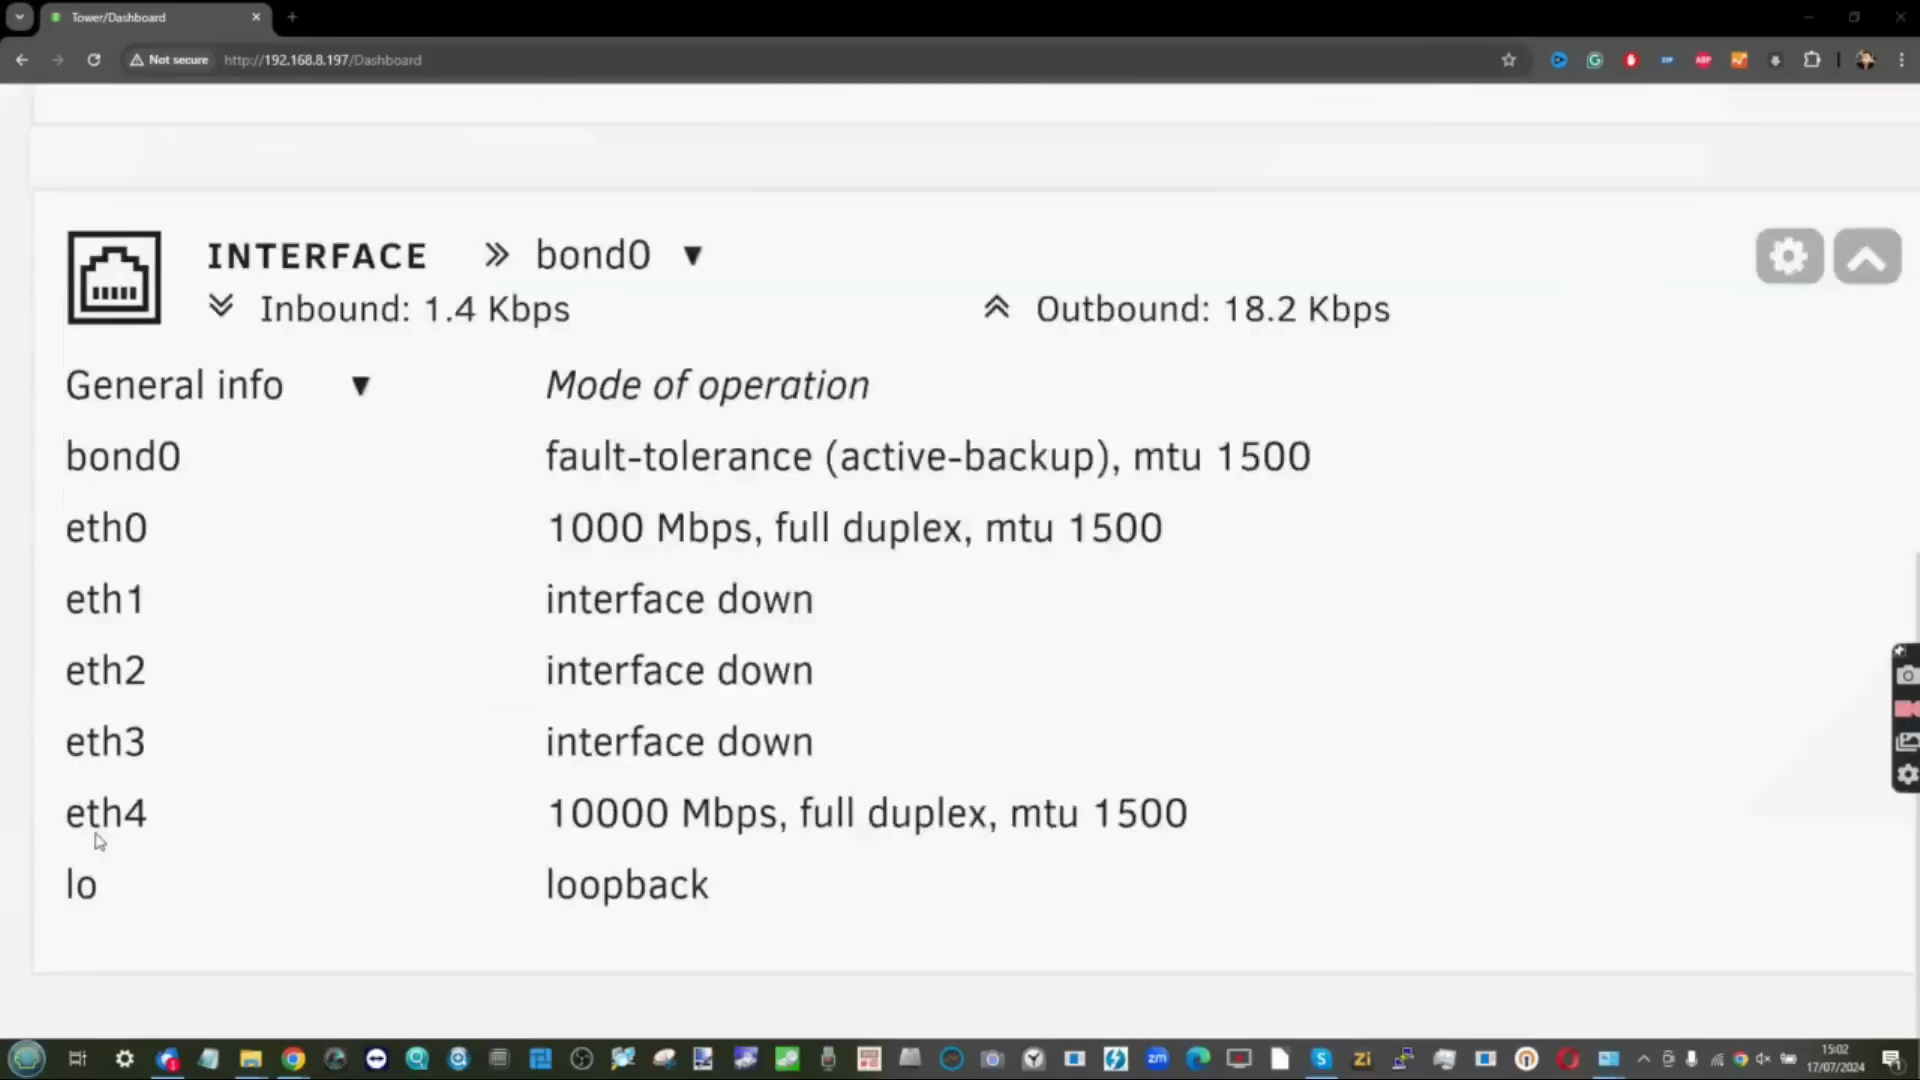 Tower/Dashboard
Not secure
http://192.168.8.197/Dashboard
INTERFACE bond0
Inbound: 1.4 Kbps
Outbound: 18.2 Kbps
General info
Mode of operation
bond0
fault-tolerance (active-backup), mtu 1500
eth0
1000 Mbps, full duplex, mtu 1500
eth1
interface down
eth2
interface down
eth3
interface down
eth4
10000 Mbps, full duplex, mtu 1500
lo
loopback
15:02
17/07/2024